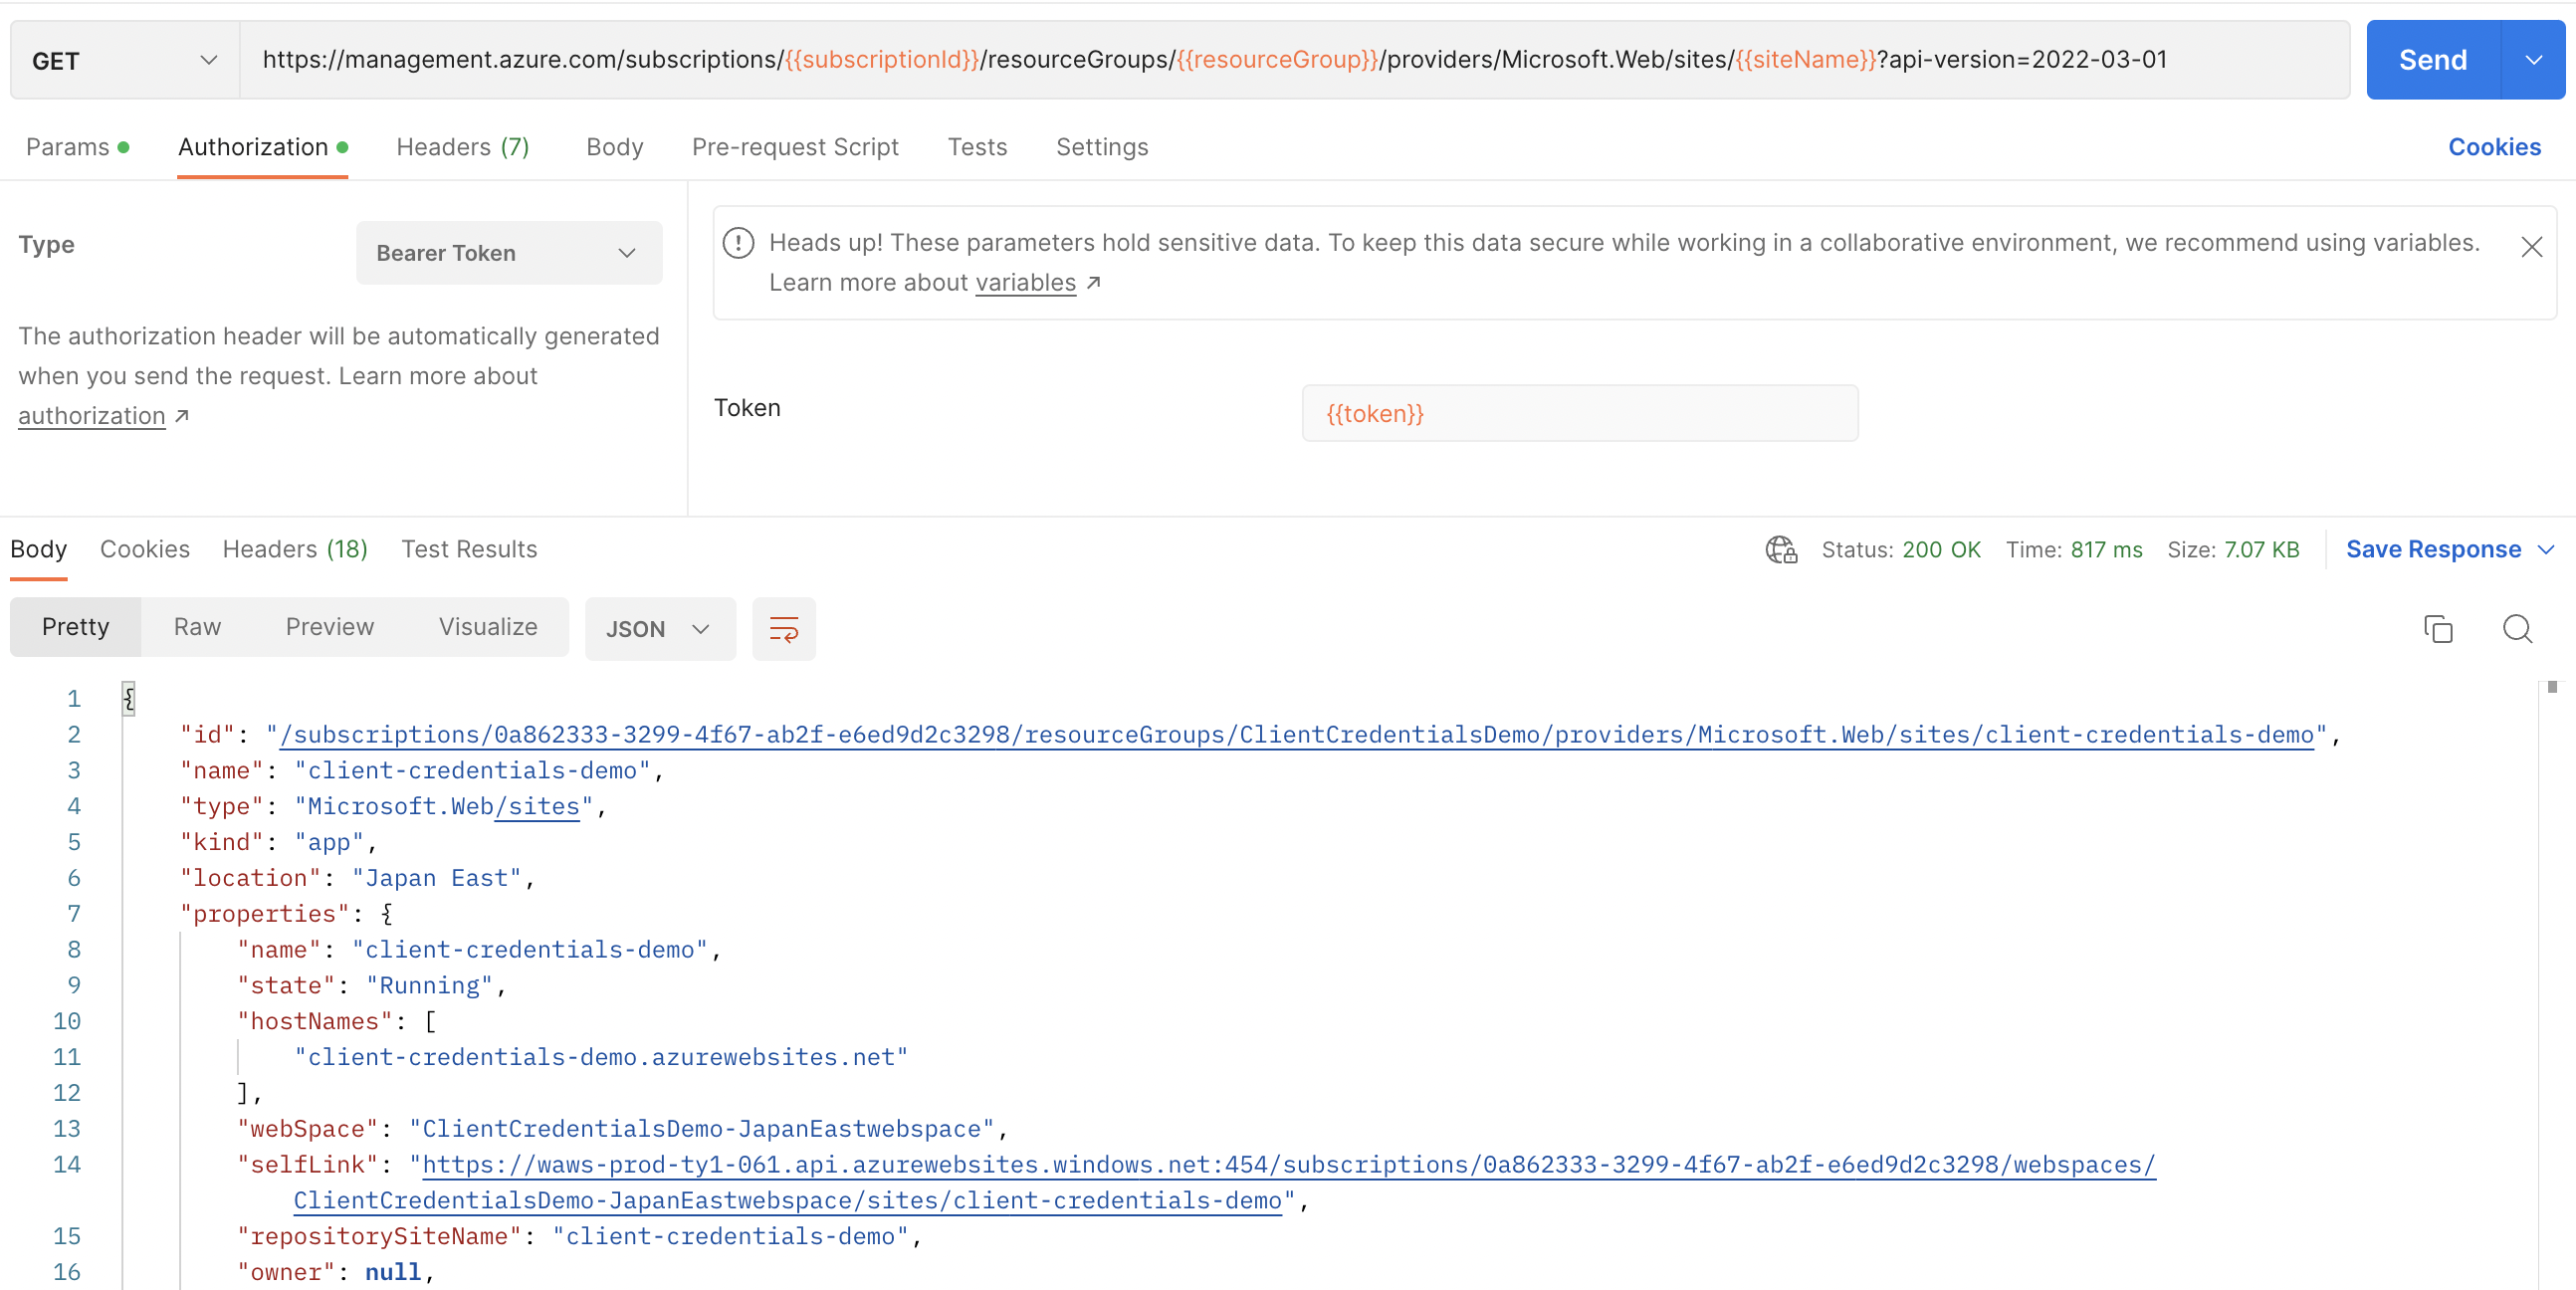 GET https://management.azure.com/subscriptions/{{subscriptionId}}/resourceGroups/{{resourceGroup}}/providers/Microsoft.Web/sites/{{siteName}}?api-version=2022-03-01 Send
Params Authorization Headers (7) Body Pre-request Script Tests Settings Cookies
Type Bearer Token
The authorization header will be automatically generated
when you send the request. Learn more about
authorization ↗
Heads up! These parameters hold sensitive data. To keep this data secure while working in a collaborative environment, we recommend using variables.
Learn more about variables ↗
Token {{token}}
Body Cookies Headers (18) Test Results Status: 200 OK Time: 817 ms Size: 7.07 KB Save Response
Pretty Raw Preview Visualize JSON
1 {
2 "id": "/subscriptions/0a862333-3299-4f67-ab2f-e6ed9d2c3298/resourceGroups/ClientCredentialsDemo/providers/Microsoft.Web/sites/client-credentials-demo",
3 "name": "client-credentials-demo",
4 "type": "Microsoft.Web/sites",
5 "kind": "app",
6 "location": "Japan East",
7 "properties": {
8 "name": "client-credentials-demo",
9 "state": "Running",
10 "hostNames": [
11 "client-credentials-demo.azurewebsites.net"
12 ],
13 "webSpace": "ClientCredentialsDemo-JapanEastwebspace",
14 "selfLink": "https://waws-prod-ty1-061.api.azurewebsites.windows.net:454/subscriptions/0a862333-3299-4f67-ab2f-e6ed9d2c3298/webspaces/
ClientCredentialsDemo-JapanEastwebspace/sites/client-credentials-demo",
15 "repositorySiteName": "client-credentials-demo",
16 "owner": null,